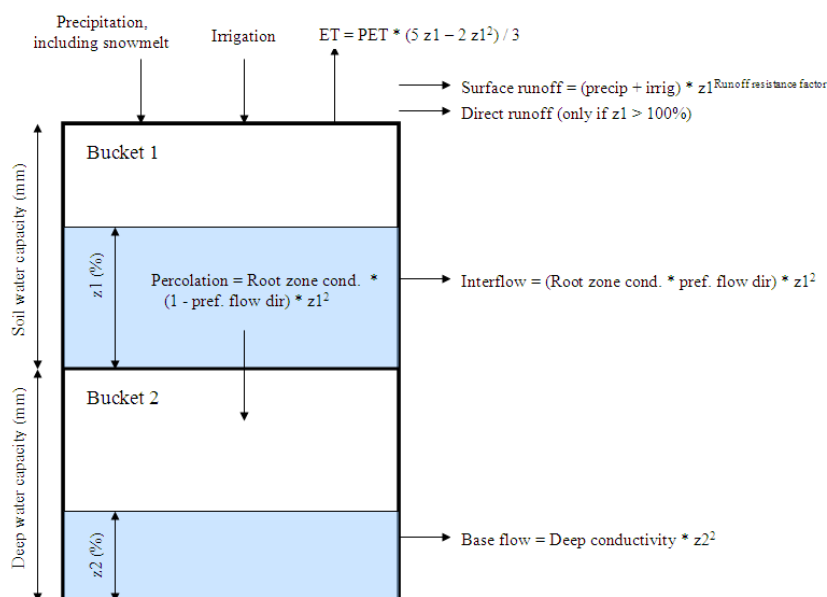 Precipitation,
including snowmelt
Irrigation
ET = PET * (5 z1 – 2 z1²) / 3
Surface runoff = (precip + irrig) * z1^Runoff resistance factor
Direct runoff (only if z1 > 100%)
Bucket 1
Soil water capacity (mm)
z1 (%)
Percolation = Root zone cond. *
(1 - pref. flow dir) * z1²
Interflow = (Root zone cond. * pref. flow dir) * z1²
Bucket 2
Deep water capacity (mm)
z2 (%)
Base flow = Deep conductivity * z2²